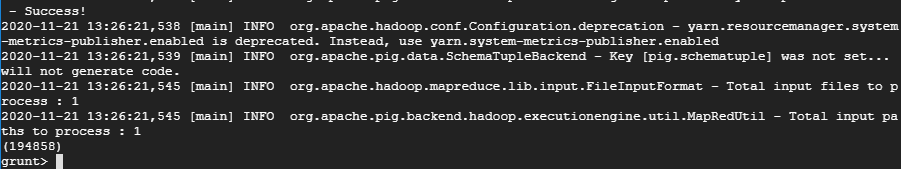 - Success!
2020-11-21 13:26:21,538 [main] INFO  org.apache.hadoop.conf.Configuration.deprecation - yarn.resourcemanager.system
-metrics-publisher.enabled is deprecated. Instead, use yarn.system-metrics-publisher.enabled
2020-11-21 13:26:21,539 [main] INFO  org.apache.pig.data.SchemaTupleBackend - Key [pig.schematuple] was not set...
will not generate code.
2020-11-21 13:26:21,545 [main] INFO  org.apache.hadoop.mapreduce.lib.input.FileInputFormat - Total input files to p
rocess : 1
2020-11-21 13:26:21,545 [main] INFO  org.apache.pig.backend.hadoop.executionengine.util.MapRedUtil - Total input pa
ths to process : 1
(194858)
grunt>